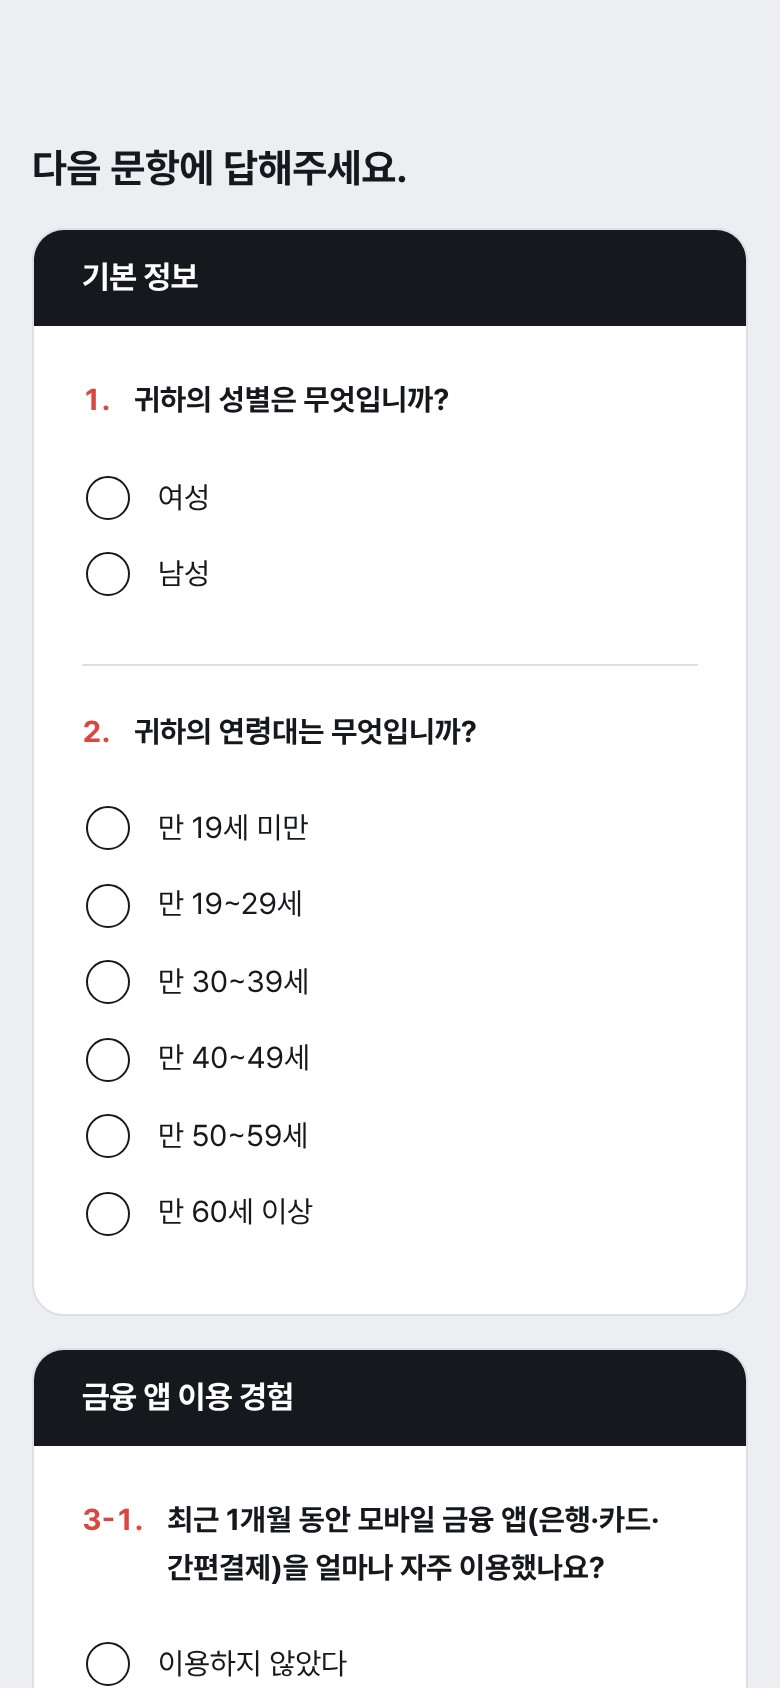 다음 문항에 답해주세요.
기본 정보
1. 귀하의 성별은 무엇입니까?
여성
남성
2. 귀하의 연령대는 무엇입니까?
만 19세 미만
만 19~29세
만 30~39세
만 40~49세
만 50~59세
만 60세 이상
금융 앱 이용 경험
3-1. 최근 1개월 동안 모바일 금융 앱(은행·카드·
간편결제)을 얼마나 자주 이용했나요?
이용하지 않았다